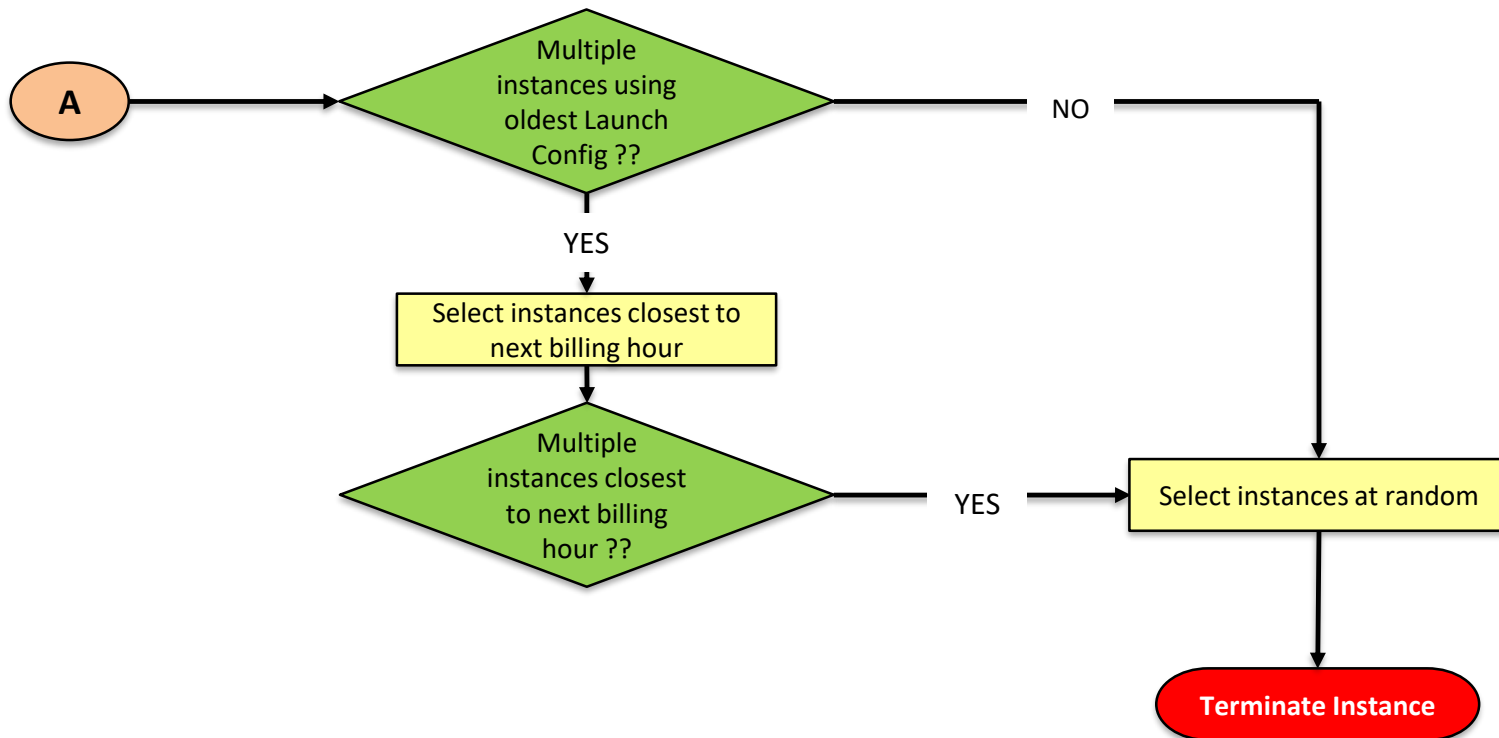 A
Multiple
instances using
oldest Launch
Config ??
NO
YES
Select instances closest to
next billing hour
Multiple
instances closest
to next billing
hour ??
YES
Select instances at random
Terminate Instance